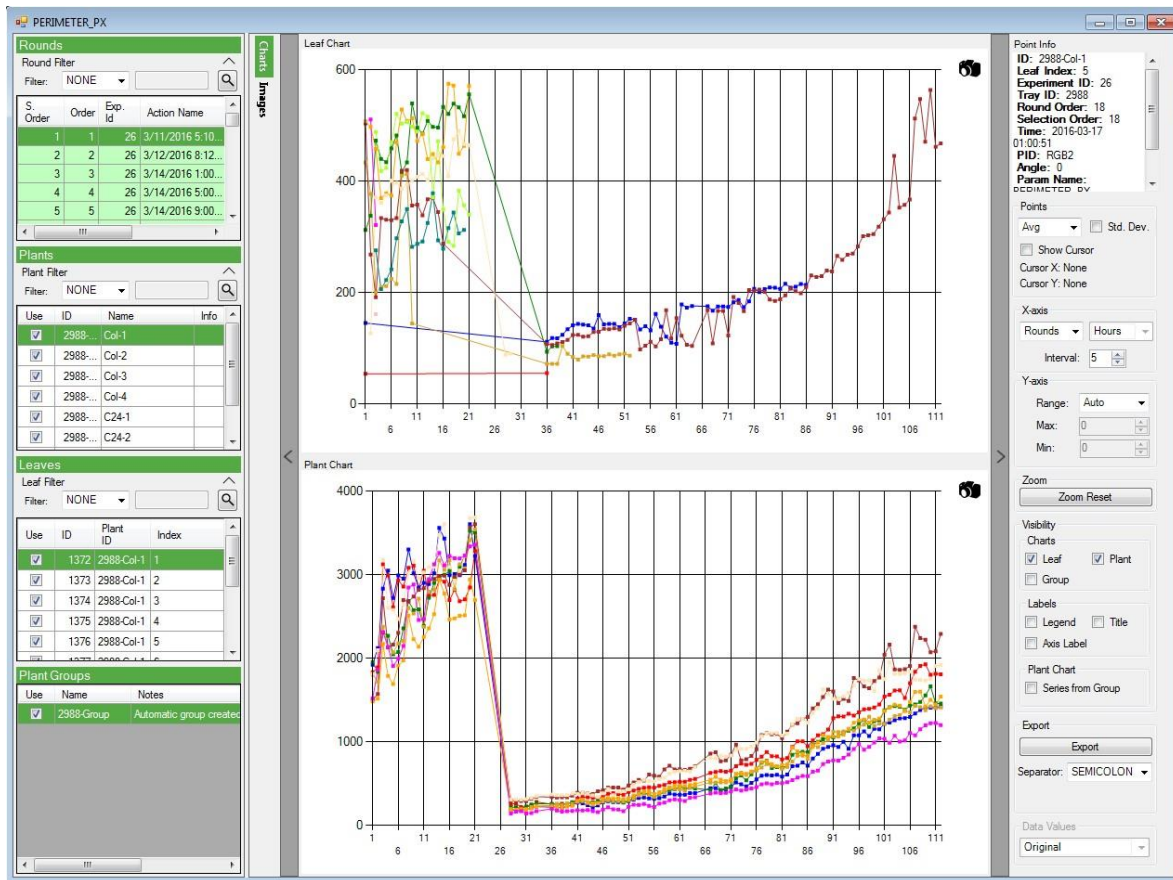 PERIMETER_PX
Rounds
Round Filter
Filter: NONE
S. Order Order Exp. Id Action Name
1 1 26 3/11/2016 5:10...
2 2 26 3/12/2016 8:12...
3 3 26 3/14/2016 1:00...
4 4 26 3/14/2016 5:00...
5 5 26 3/14/2016 9:00...
Plants
Plant Filter
Filter: NONE
Use ID Name Info
2988-... Col-1
2988-... Col-2
2988-... Col-3
2988-... Col-4
2988-... C24-1
2988-... C24-2
Leaves
Leaf Filter
Filter: NONE
Use ID Plant ID Index
1372 2988-Col-1 1
1373 2988-Col-1 2
1374 2988-Col-1 3
1375 2988-Col-1 4
1376 2988-Col-1 5
Plant Groups
Use Name Notes
2988-Group Automatic group created
Charts
Images
Leaf Chart
600
400
200
0
1 11 21 31 41 51 61 71 81 91 101 111
6 16 26 36 46 56 66 76 86 96 106
Plant Chart
4000
3000
2000
1000
0
1 11 21 31 41 51 61 71 81 91 101 111
6 16 26 36 46 56 66 76 86 96 106
Point Info
ID: 2988-Col-1
Leaf Index: 5
Experiment ID: 26
Tray ID: 2988
Round Order: 18
Selection Order: 18
Time: 2016-03-17
01:00:51
PID: RGB2
Angle: 0
Param Name:
PERIMETER_PX
Points
Avg Std. Dev.
Show Cursor
Cursor X: None
Cursor Y: None
X-axis
Rounds Hours
Interval: 5
Y-axis
Range: Auto
Max: 0
Min: 0
Zoom
Zoom Reset
Visibility
Charts
Leaf Plant
Group
Labels
Legend Title
Axis Label
Plant Chart
Series from Group
Export
Export
Separator: SEMICOLON
Data Values
Original